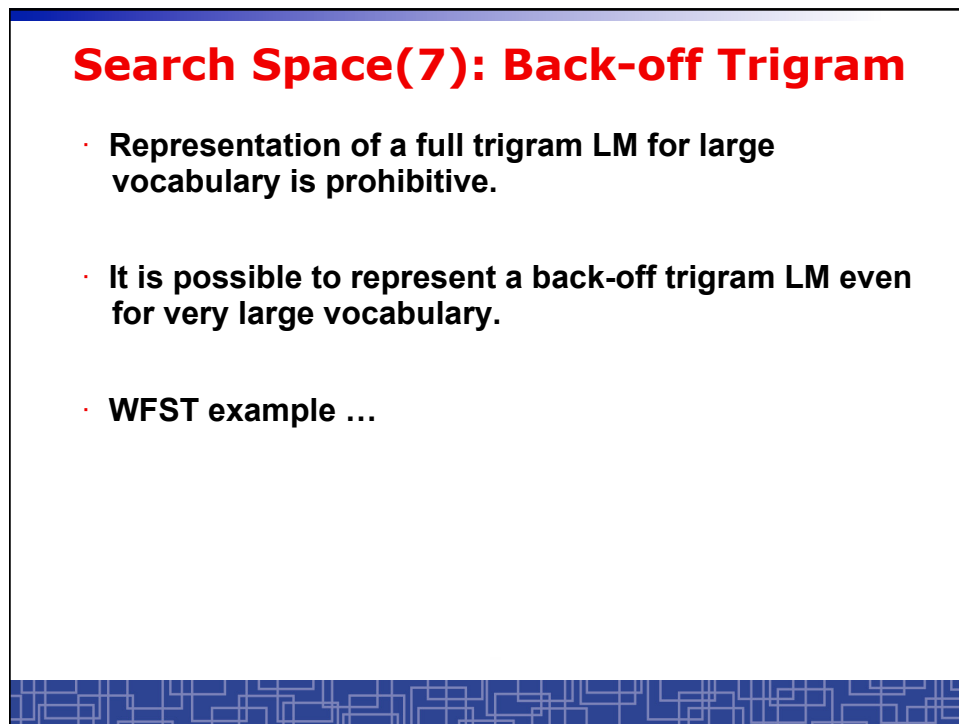 Search Space(7): Back-off Trigram
· Representation of a full trigram LM for large
vocabulary is prohibitive.
· It is possible to represent a back-off trigram LM even
for very large vocabulary.
· WFST example …